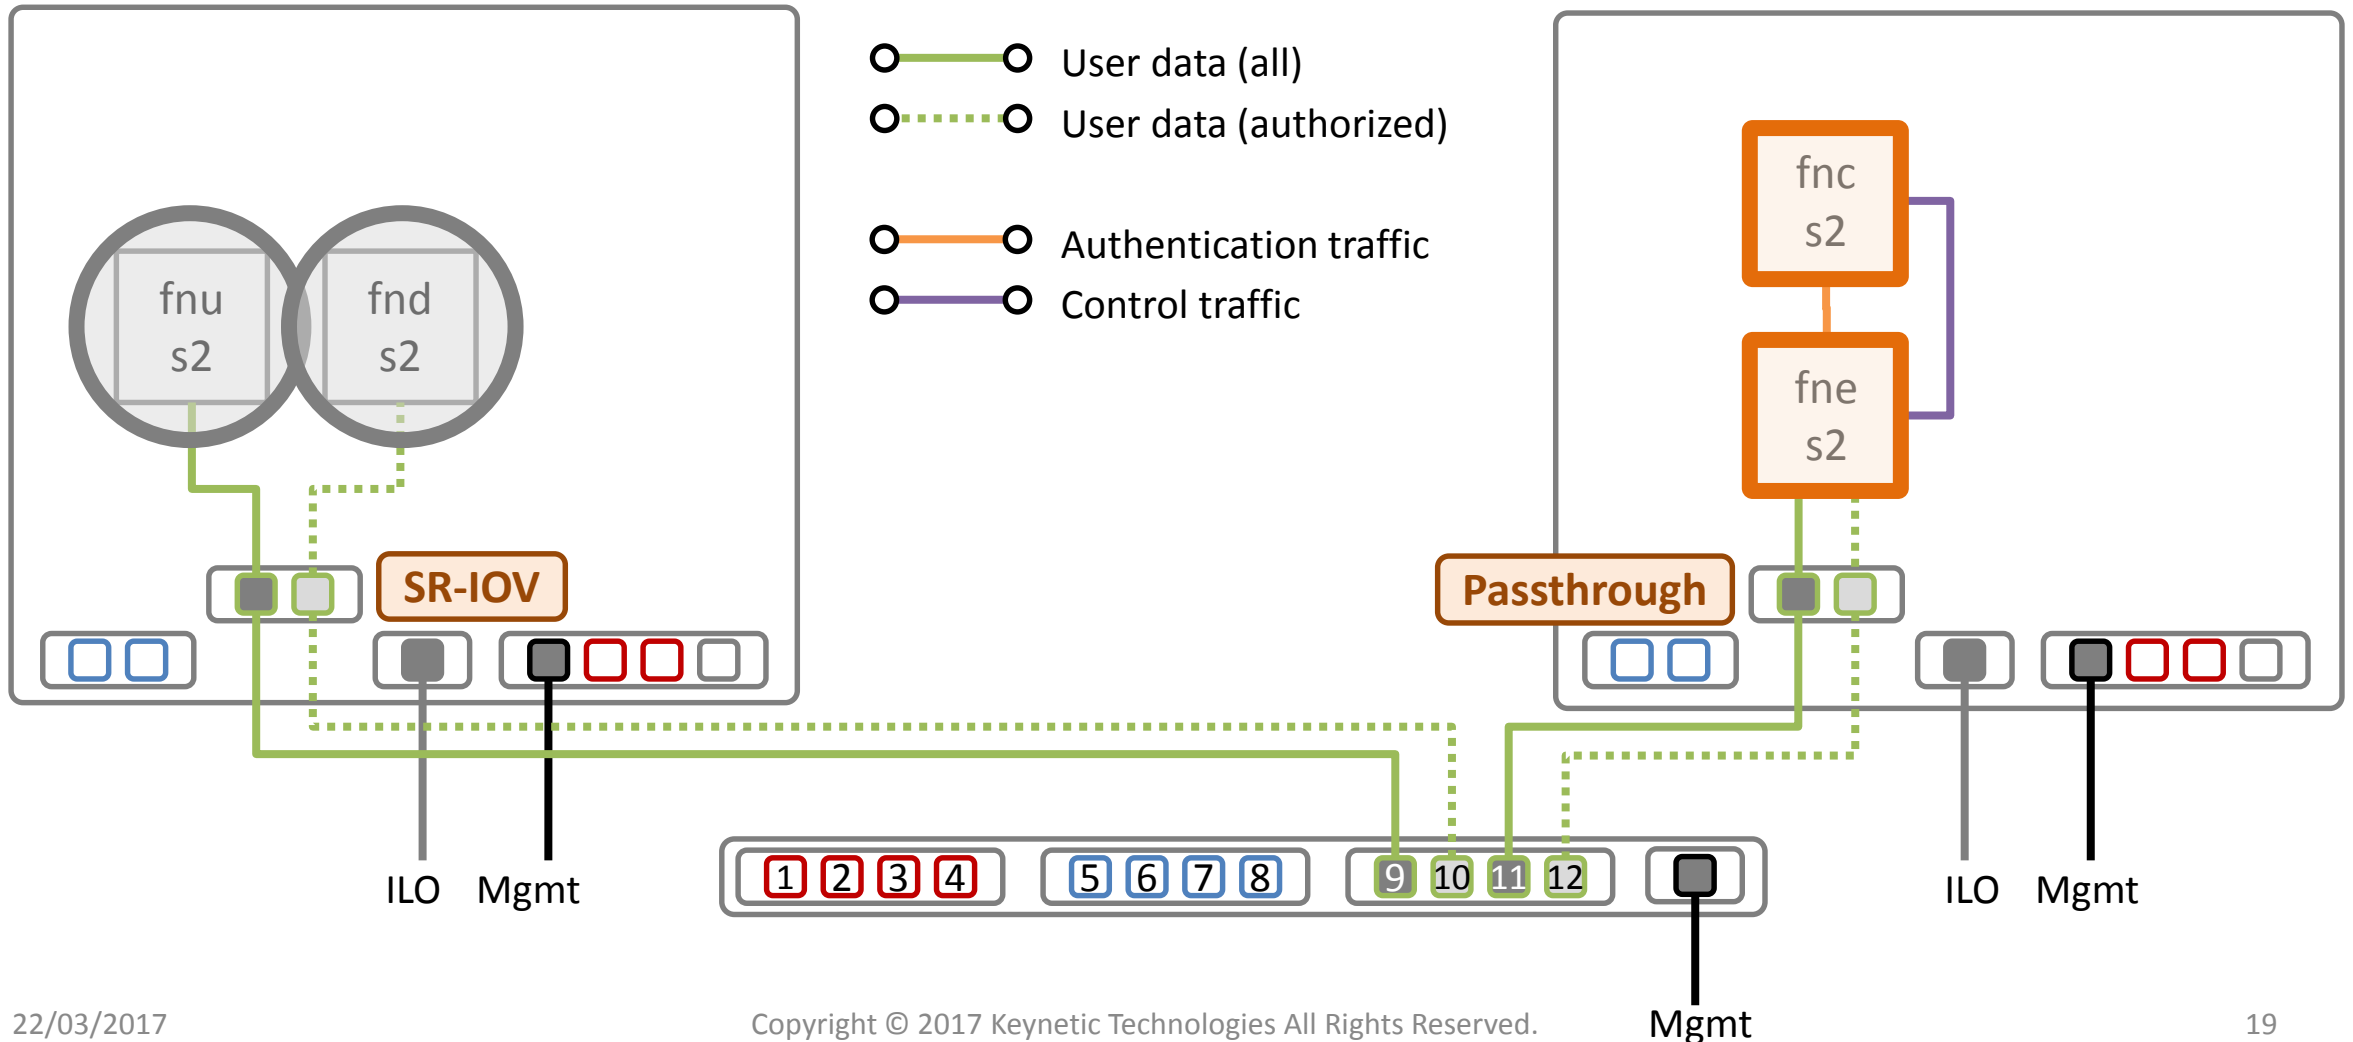 User data (all)
User data (authorized)
Authentication traffic
Control traffic
fnu
s2
fnd
s2
SR-IOV
fnc
s2
fne
s2
Passthrough
ILO
Mgmt
1 2 3 4 5 6 7 8 9 10 11 12
ILO
Mgmt
Mgmt
22/03/2017
Copyright © 2017 Keynetic Technologies All Rights Reserved.
19